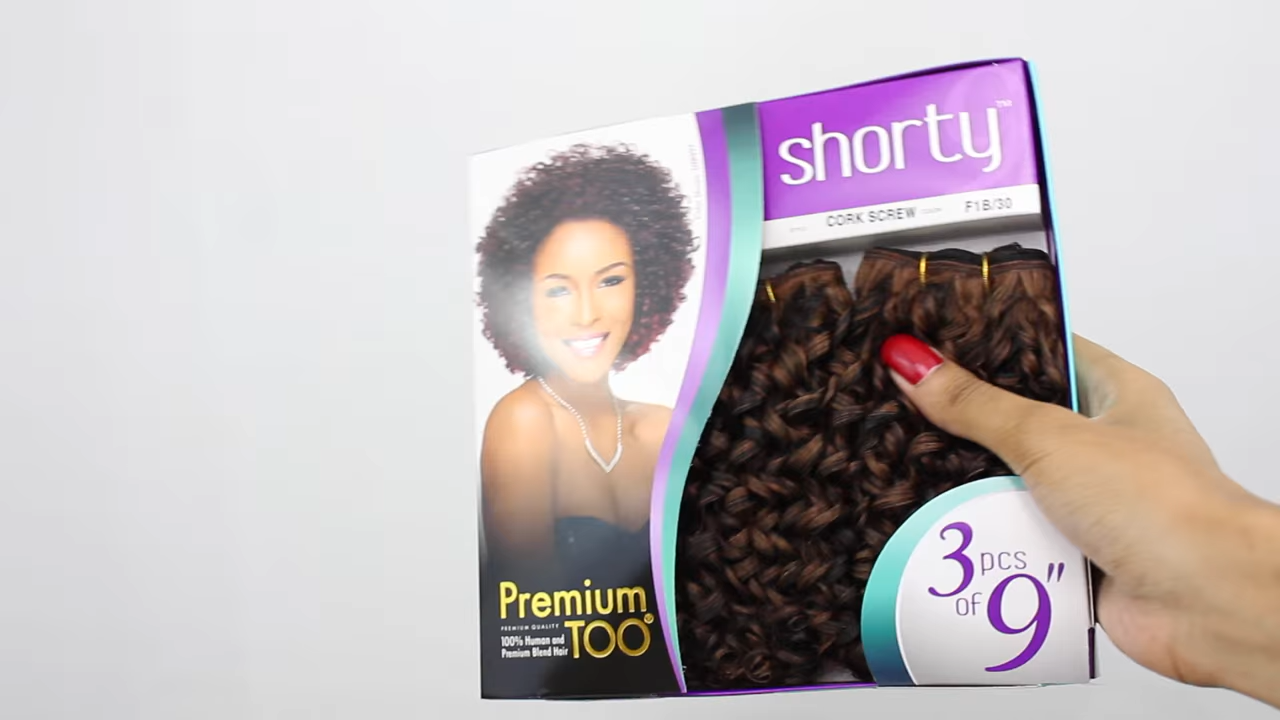 shorty™
CORK SCREW F1B/30
Premium
PREMIUM QUALITY
TOO®
100% Human and
Premium Blend Hair
3 pcs
of 9"